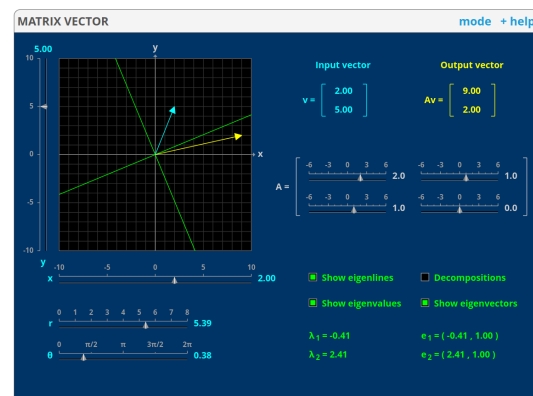 MATRIX VECTOR mode + help
5.00 y
10
5
0 x
-5
-10
y -10 -5 0 5 10
x 2.00
r 0 1 2 3 4 5 6 7 8 5.39
θ 0 π/2 π 3π/2 2π 0.38
Input vector Output vector
v = 2.00 5.00 Av = 9.00 2.00
-6 -3 0 3 6 2.0 -6 -3 0 3 6 1.0
A =
-6 -3 0 3 6 1.0 -6 -3 0 3 6 0.0
Show eigenlines Decompositions
Show eigenvalues Show eigenvectors
λ1 = -0.41 e1 = ( -0.41 , 1.00 )
λ2 = 2.41 e2 = ( 2.41 , 1.00 )